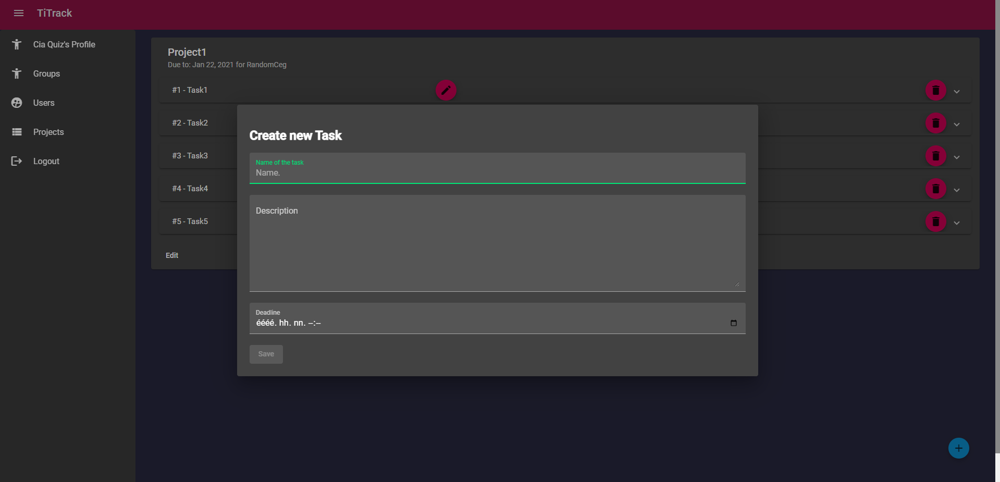 TiTrack
Cia Quiz's Profile
Groups
Users
Projects
Logout
Project1
Due to: Jan 22, 2021 for RandomCeg
#1 - Task1
#2 - Task2
#3 - Task3
#4 - Task4
#5 - Task5
Edit
Create new Task
Name of the task
Name.
Description
Deadline
éééé. hh. nn. --:--
Save